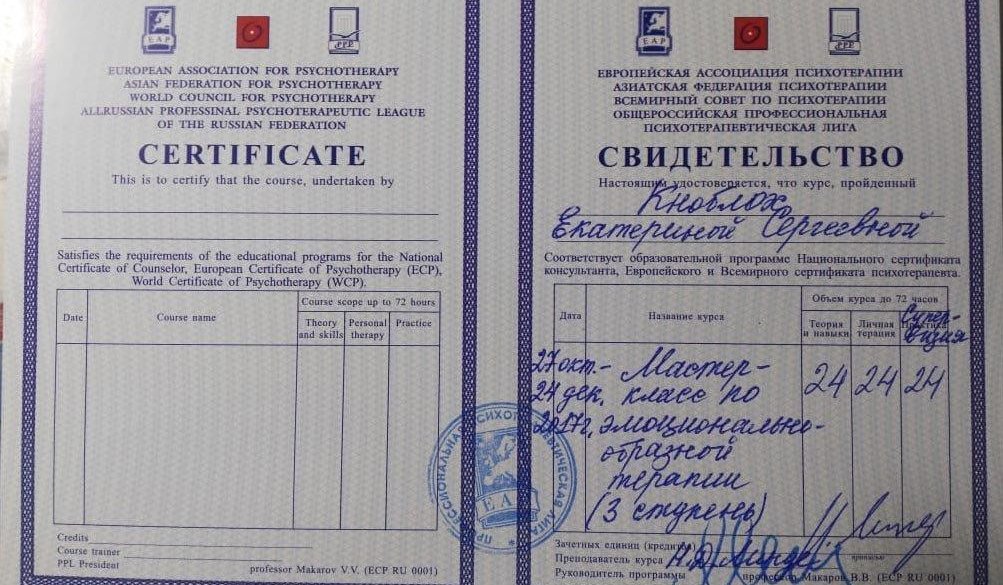 EAP
PPL
EUROPEAN ASSOCIATION FOR PSYCHOTHERAPY
ASIAN FEDERATION FOR PSYCHOTHERAPY
WORLD COUNCIL FOR PSYCHOTHERAPY
ALLRUSSIAN PROFESSINAL PSYCHOTERAPEUTIC LEAGUE
OF THE RUSSIAN FEDERATION
CERTIFICATE
This is to certify that the course, undertaken by
Satisfies the requirements of the educational programs for the National
Certificate of Counselor, European Certificate of Psychotherapy (ECP),
World Certificate of Psychotherapy (WCP).
Date
Course name
Course scope up to 72 hours
Theory and skills
Personal therapy
Practice
Credits
Course trainer
PPL President
professor Makarov V.V. (ECP RU 0001)
EAP
PPL
ЕВРОПЕЙСКАЯ АССОЦИАЦИЯ ПСИХОТЕРАПИИ
АЗИАТСКАЯ ФЕДЕРАЦИЯ ПСИХОТЕРАПИИ
ВСЕМИРНЫЙ СОВЕТ ПО ПСИХОТЕРАПИИ
ОБЩЕРОССИЙСКАЯ ПРОФЕССИОНАЛЬНАЯ
ПСИХОТЕРАПЕВТИЧЕСКАЯ ЛИГА
СВИДЕТЕЛЬСТВО
Настоящим удостоверяется, что курс, пройденный
Кноблох
Екатериной Сергеевной
Соответствует образовательной программе Национального сертификата
консультанта, Европейского и Всемирного сертификата психотерапевта.
Дата
Название курса
Объем курса до 72 часов
Теория и навыки
Личная терапия
Практика
Супер-
визия
27 окт.- Мастер- 24 24 24
24 дек. класс по
2017г. эмоционально-
образной
терапии
(3 ступень)
Зачетных единиц (кредитов)
Преподаватель курса
Руководитель программы
профессор Макаров В.В. (ECP RU 0001)
EAP